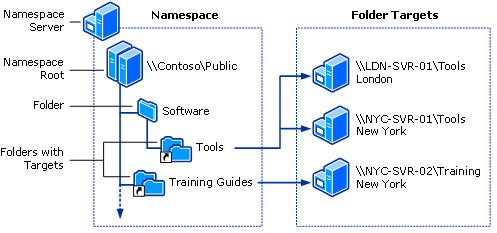 Namespace
Folder Targets
Namespace
Server
Namespace
Root
\\Contoso\Public
Folder
Software
Folders with
Targets
Tools
Training Guides
\\LDN-SVR-01\Tools
London
\\NYC-SVR-01\Tools
New York
\\NYC-SVR-02\Training
New York